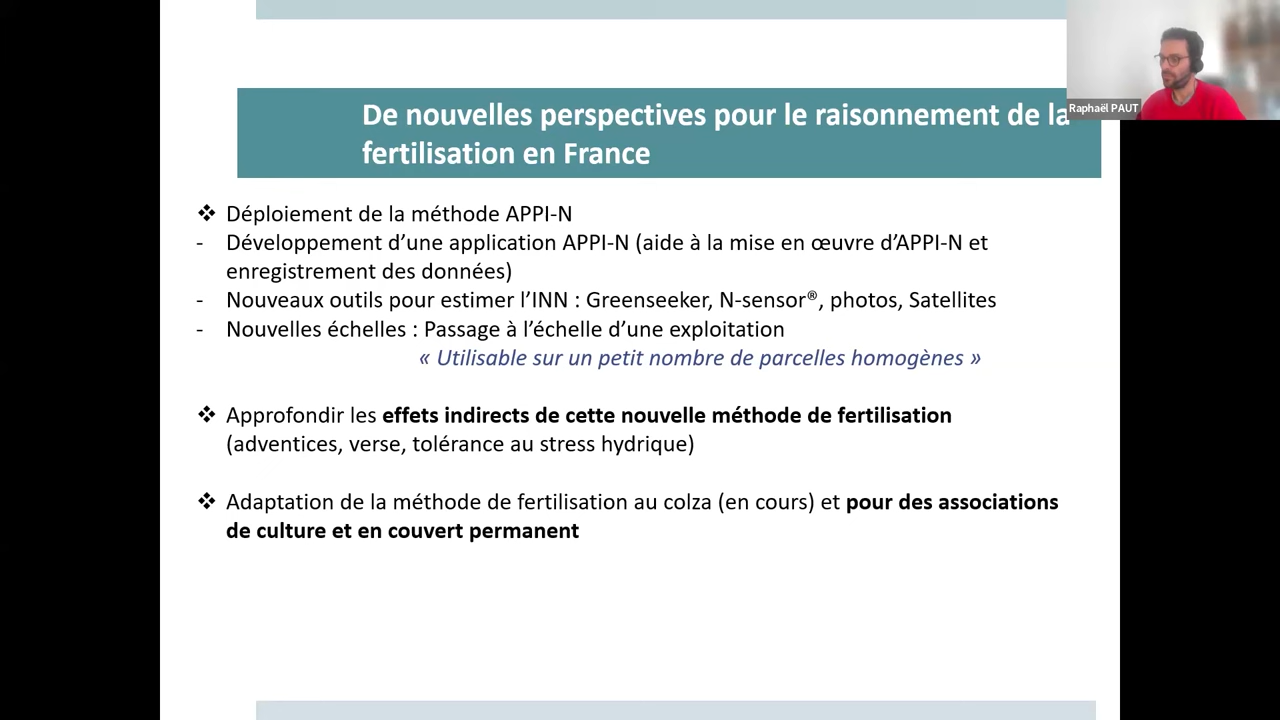 De nouvelles perspectives pour le raisonnement de la
fertilisation en France
Raphaël PAUT
❖ Déploiement de la méthode APPI-N
- Développement d’une application APPI-N (aide à la mise en œuvre d’APPI-N et
enregistrement des données)
- Nouveaux outils pour estimer l’INN : Greenseeker, N-sensor®, photos, Satellites
- Nouvelles échelles : Passage à l’échelle d’une exploitation
« Utilisable sur un petit nombre de parcelles homogènes »
❖ Approfondir les effets indirects de cette nouvelle méthode de fertilisation
(adventices, verse, tolérance au stress hydrique)
❖ Adaptation de la méthode de fertilisation au colza (en cours) et pour des associations
de culture et en couvert permanent